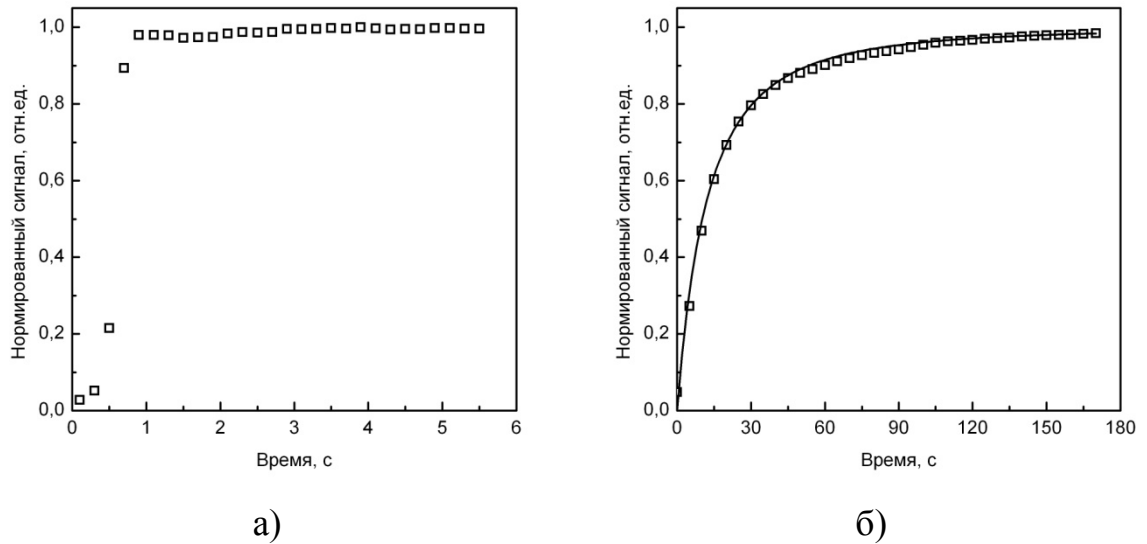 Нормированный сигнал, отн.ед.
1,0
0,8
0,6
0,4
0,2
0,0
0 1 2 3 4 5 6
Время, с
а)
Нормированный сигнал, отн.ед.
1,0
0,8
0,6
0,4
0,2
0,0
0 30 60 90 120 150 180
Время, с
б)